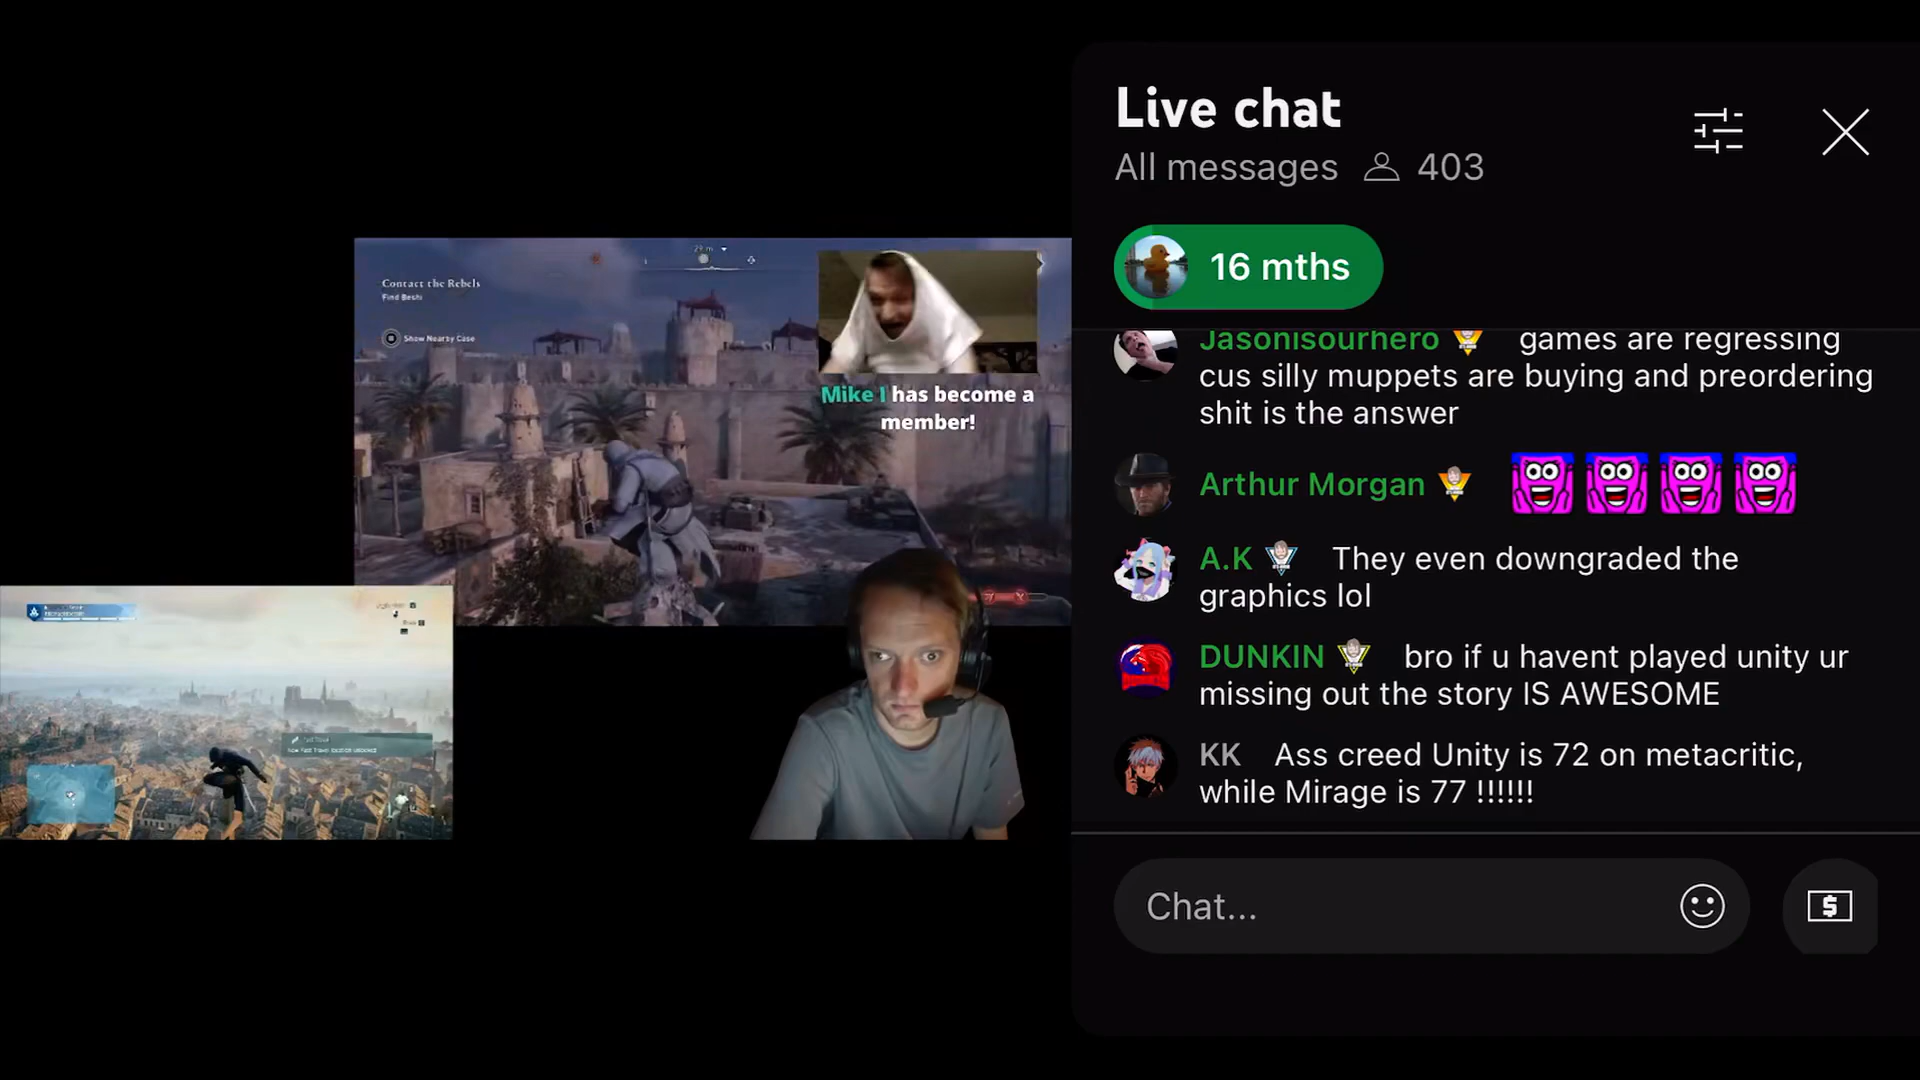 Live chat
All messages 403
16 mths
Contact the Rebels
Find Beshi
Show Nearby Case
29 m
Mike I has become a
member!
Jasonisourhero games are regressing
cus silly muppets are buying and preordering
shit is the answer
Arthur Morgan
A.K They even downgraded the
graphics lol
DUNKIN bro if u havent played unity ur
missing out the story IS AWESOME
KK Ass creed Unity is 72 on metacritic,
while Mirage is 77 !!!!!!
Chat...